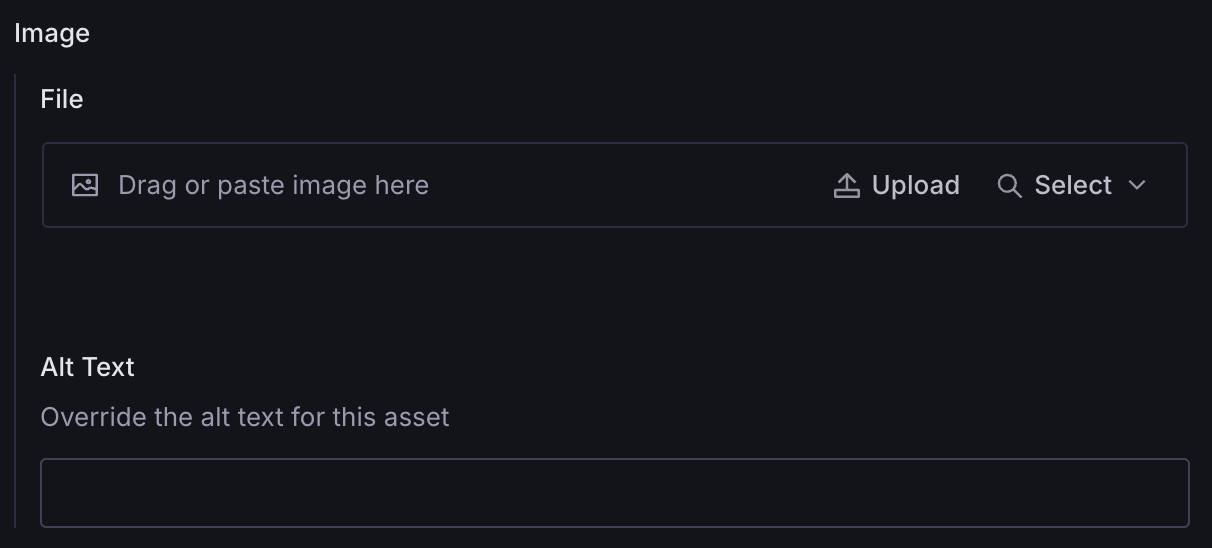 Image
File
Drag or paste image here Upload Select
Alt Text
Override the alt text for this asset